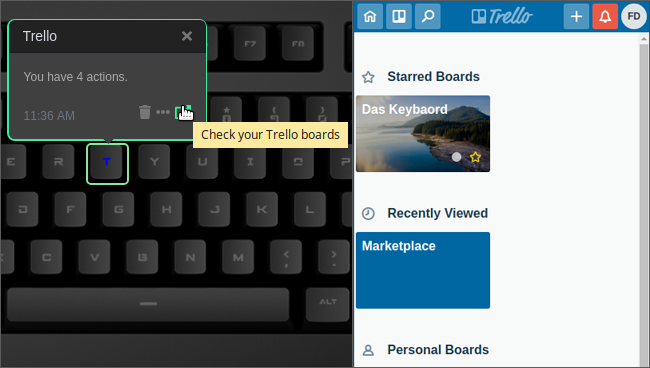 Trello
You have 4 actions.
11:36 AM
Check your Trello boards
F7
F8
E R T Y U I O P
D F G H J K L
C V B N M < , > .
ALT
Trello
FD
Starred Boards
Das Keybaord
Recently Viewed
Marketplace
Personal Boards